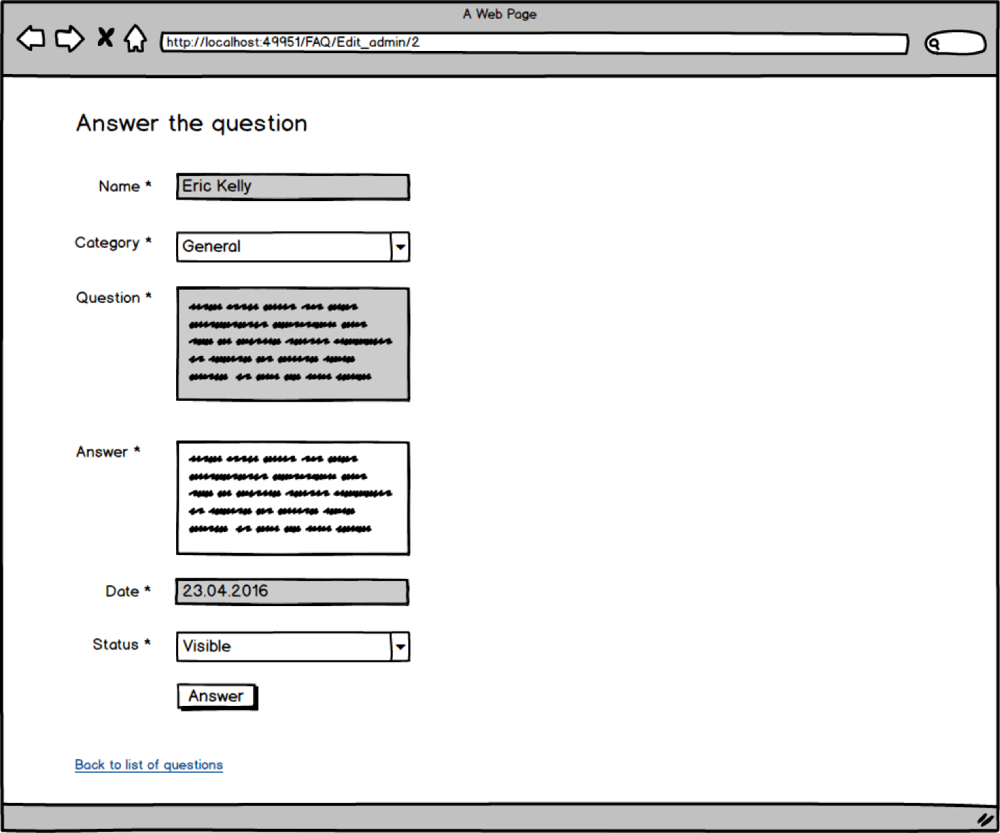 A Web Page
http://localhost:49951/FAQ/Edit_admin/2
Answer the question
Name * Eric Kelly
Category * General
Question *
Answer *
Date * 23.04.2016
Status * Visible
Answer
Back to list of questions